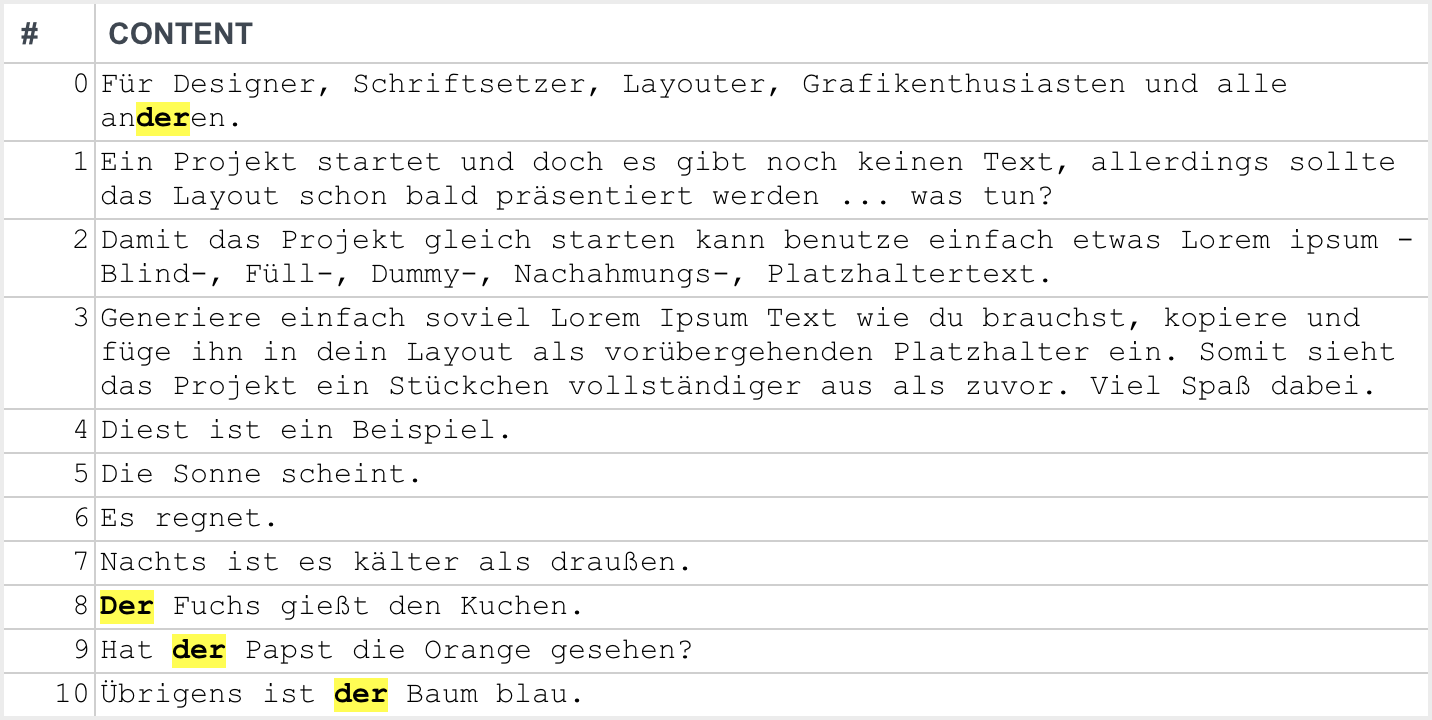 # CONTENT
0 Für Designer, Schriftsetzer, Layouter, Grafikenthusiasten und alle
anderen.
1 Ein Projekt startet und doch es gibt noch keinen Text, allerdings sollte
das Layout schon bald präsentiert werden ... was tun?
2 Damit das Projekt gleich starten kann benutze einfach etwas Lorem ipsum -
Blind-, Füll-, Dummy-, Nachahmungs-, Platzhaltertext.
3 Generiere einfach soviel Lorem Ipsum Text wie du brauchst, kopiere und
füge ihn in dein Layout als vorübergehenden Platzhalter ein. Somit sieht
das Projekt ein Stückchen vollständiger aus als zuvor. Viel Spaß dabei.
4 Diest ist ein Beispiel.
5 Die Sonne scheint.
6 Es regnet.
7 Nachts ist es kälter als draußen.
8 Der Fuchs gießt den Kuchen.
9 Hat der Papst die Orange gesehen?
10 Übrigens ist der Baum blau.